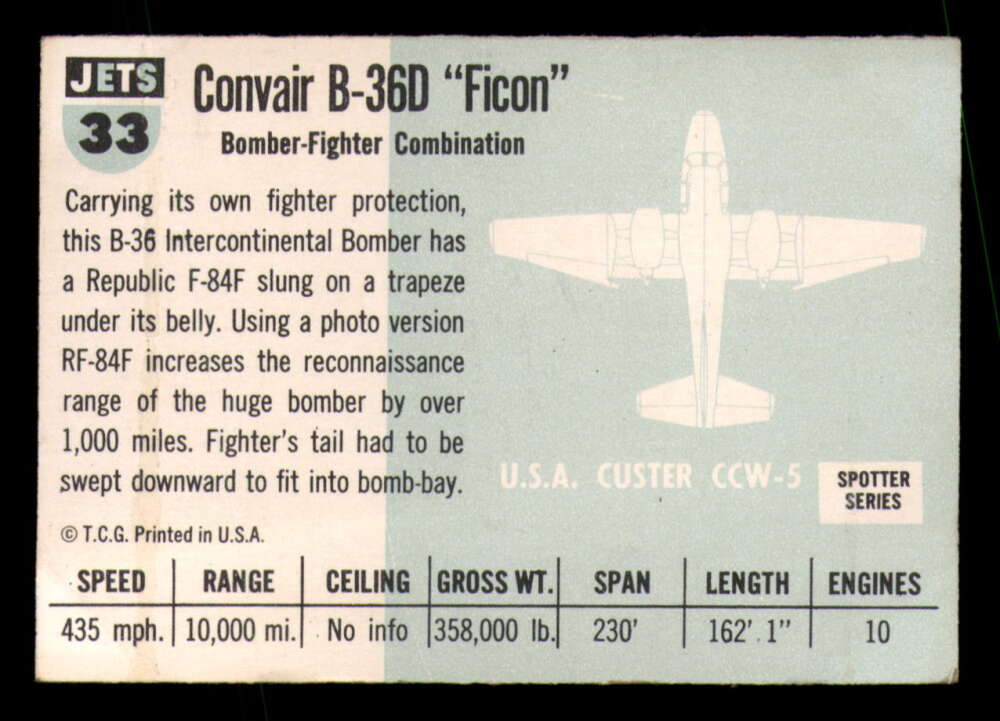 JETS
33
Convair B-36D "Ficon"
Bomber-Fighter Combination
Carrying its own fighter protection,
this B-36 Intercontinental Bomber has
a Republic F-84F slung on a trapeze
under its belly. Using a photo version
RF-84F increases the reconnaissance
range of the huge bomber by over
1,000 miles. Fighter's tail had to be
swept downward to fit into bomb-bay.
© T.C.G. Printed in U.S.A.
U.S.A. CUSTER CCW-5
SPOTTER
SERIES
SPEED RANGE CEILING GROSS WT. SPAN LENGTH ENGINES
435 mph. 10,000 mi. No info 358,000 lb. 230' 162' 1" 10